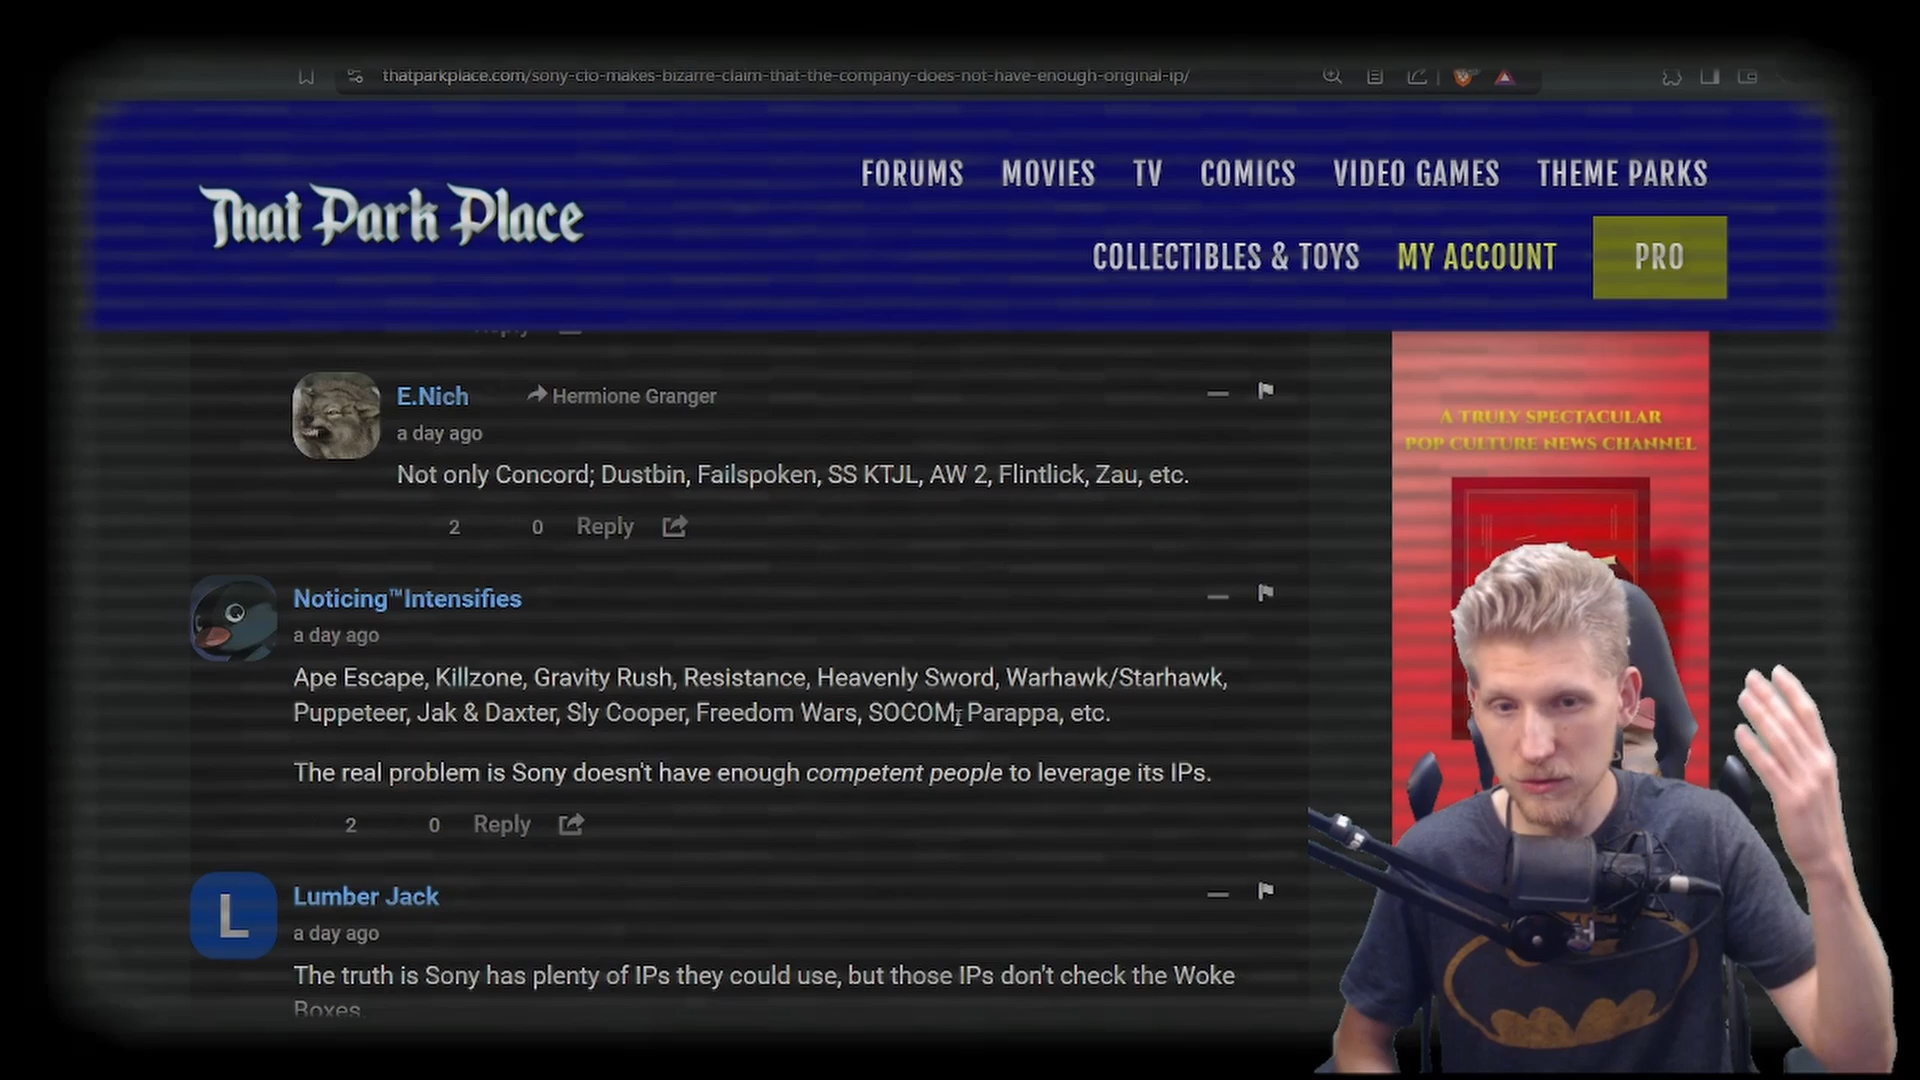 thatparkplace.com/sony-cfo-makes-bizarre-claim-that-the-company-does-not-have-enough-original-ip/
That Park Place
FORUMS MOVIES TV COMICS VIDEO GAMES THEME PARKS
COLLECTIBLES & TOYS MY ACCOUNT PRO
Reply
E.Nich Hermione Granger
a day ago
Not only Concord; Dustbin, Failspoken, SS KTJL, AW 2, Flintlick, Zau, etc.
2 0 Reply
Noticing™Intensifies
a day ago
Ape Escape, Killzone, Gravity Rush, Resistance, Heavenly Sword, Warhawk/Starhawk,
Puppeteer, Jak & Daxter, Sly Cooper, Freedom Wars, SOCOM, Parappa, etc.
The real problem is Sony doesn't have enough competent people to leverage its IPs.
2 0 Reply
L
Lumber Jack
a day ago
The truth is Sony has plenty of IPs they could use, but those IPs don't check the Woke
Boxes.
A TRULY SPECTACULAR
POP CULTURE NEWS CHANNEL